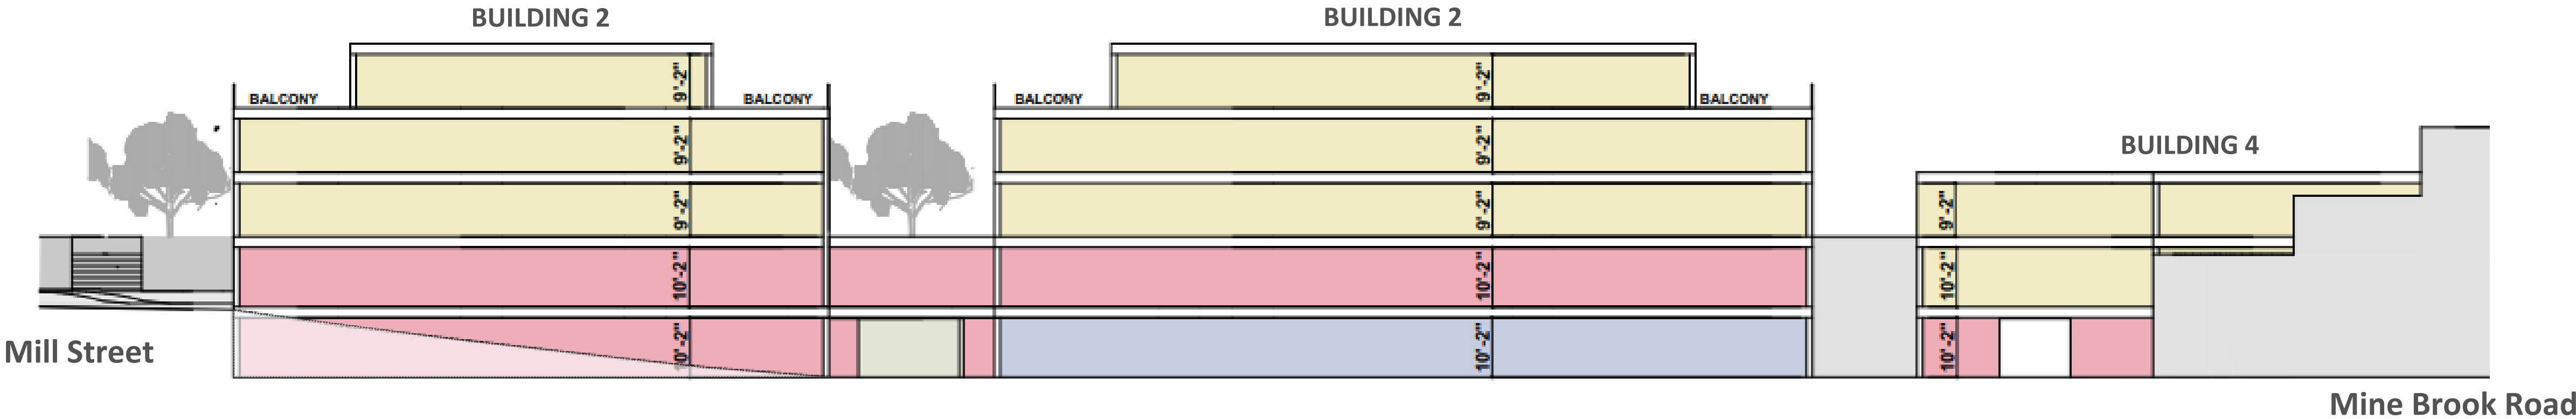 BUILDING 2
BUILDING 2
9'-2"
9'-2"
BALCONY
BALCONY
BALCONY
BALCONY
9'-2"
9'-2"
BUILDING 4
9'-2"
9'-2"
9'-2"
10'-2"
10'-2"
10'-2"
10'-2"
10'-2"
10'-2"
Mill Street
Mine Brook Road